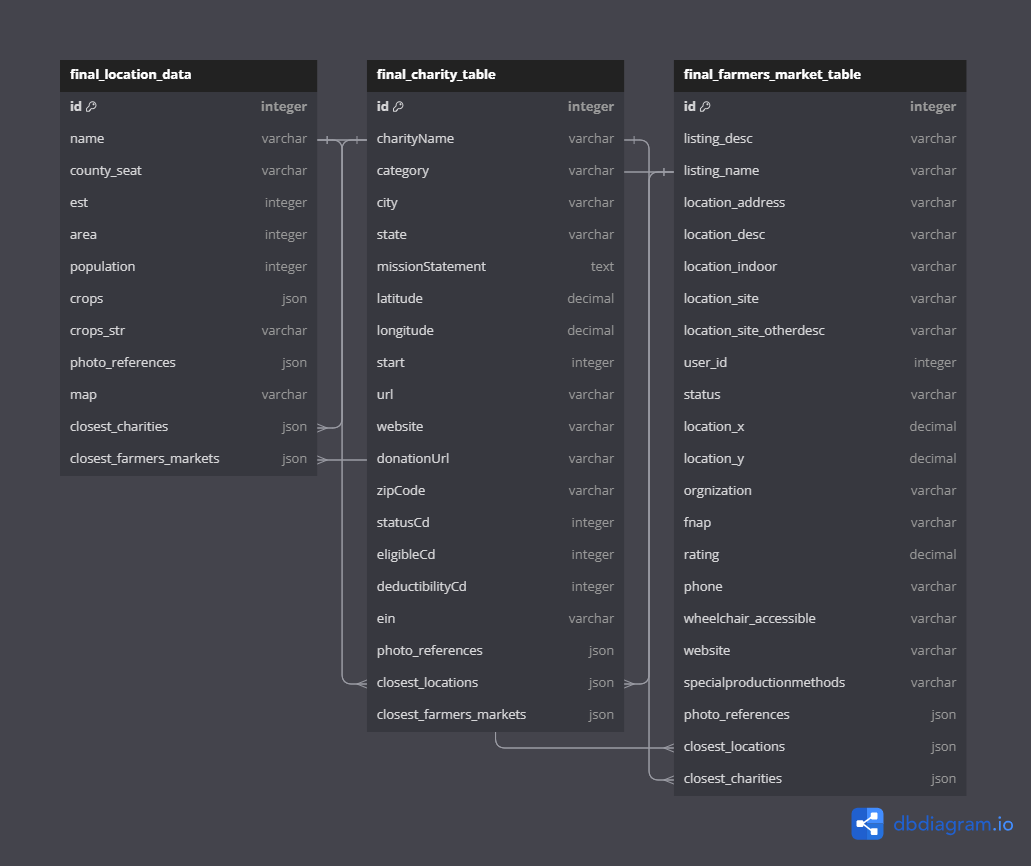 final_location_data
id integer
name varchar
county_seat varchar
est integer
area integer
population integer
crops json
crops_str varchar
photo_references json
map varchar
closest_charities json
closest_farmers_markets json
final_charity_table
id integer
charityName varchar
category varchar
city varchar
state varchar
missionStatement text
latitude decimal
longitude decimal
start integer
url varchar
website varchar
donationUrl varchar
zipCode varchar
statusCd integer
eligibleCd integer
deductibilityCd integer
ein varchar
photo_references json
closest_locations json
closest_farmers_markets json
final_farmers_market_table
id integer
listing_desc varchar
listing_name varchar
location_address varchar
location_desc varchar
location_indoor varchar
location_site varchar
location_site_otherdesc varchar
user_id integer
status varchar
location_x decimal
location_y decimal
orgnization varchar
fnap varchar
rating decimal
phone varchar
wheelchair_accessible varchar
website varchar
specialproductionmethods varchar
photo_references json
closest_locations json
closest_charities json
dbdiagram.io